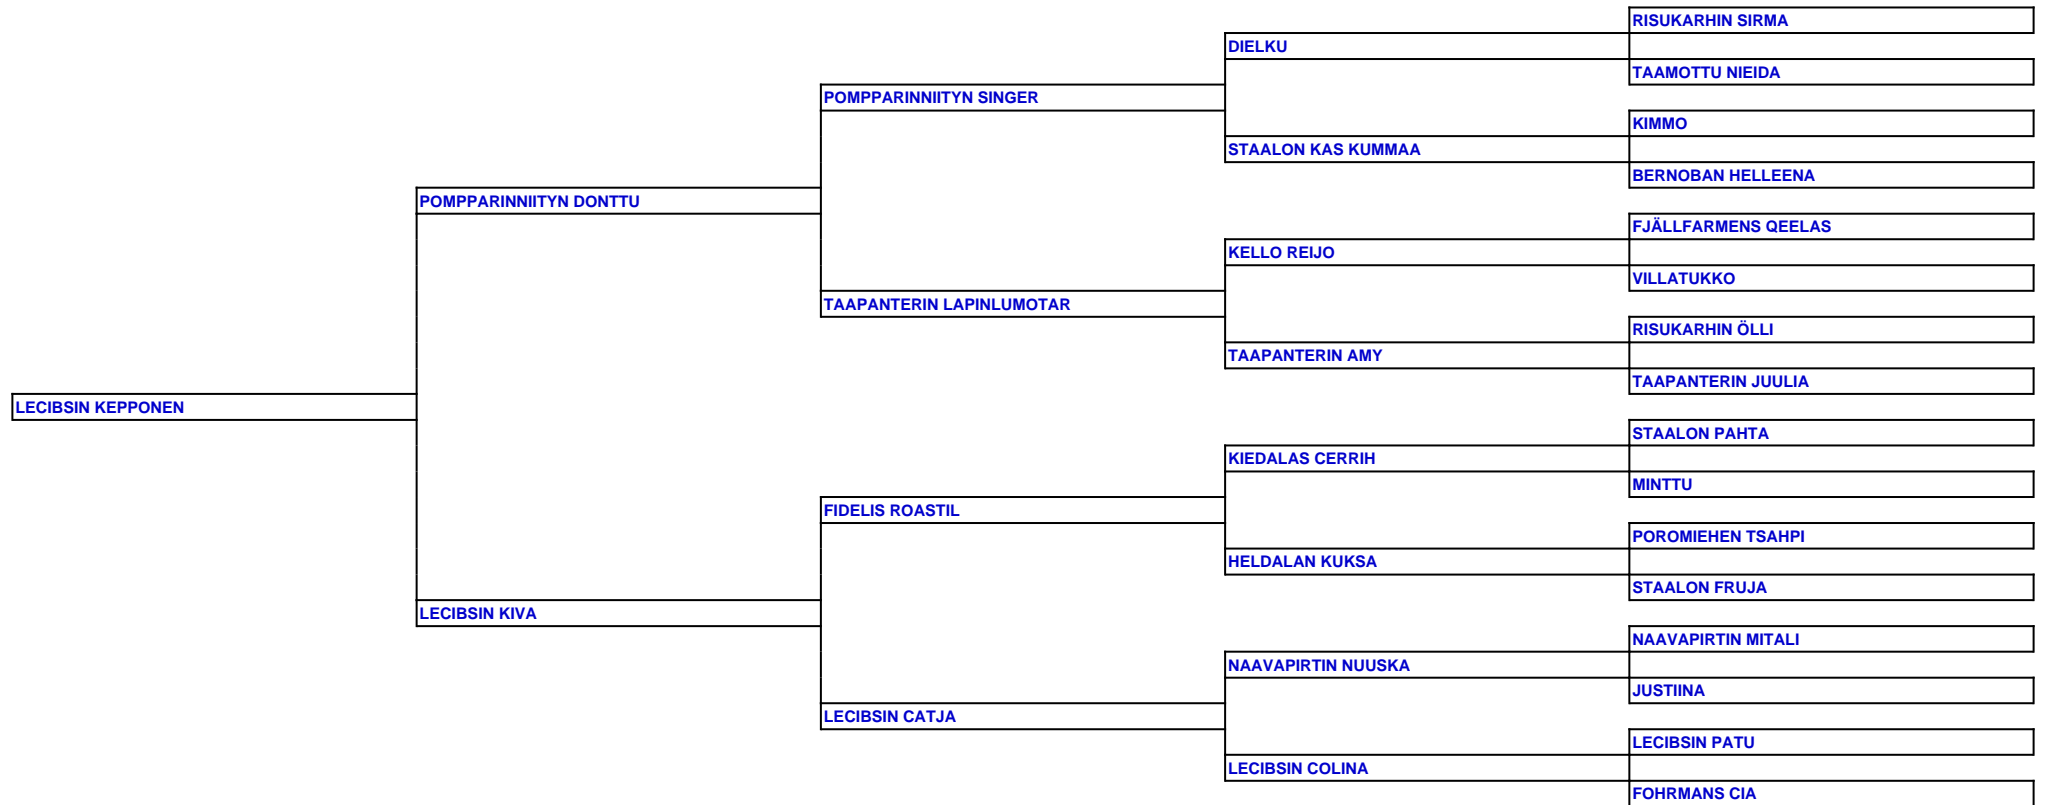 RISUKARHIN SIRMA
DIELKU
TAAMOTTU NIEIDA
POMPPARINNIITYN SINGER
KIMMO
STAALON KAS KUMMAA
BERNOBAN HELLEENA
POMPPARINNIITYN DONTTU
FJÄLLFARMENS QEELAS
KELLO REIJO
VILLATUKKO
TAAPANTERIN LAPINLUMOTAR
RISUKARHIN ÖLLI
TAAPANTERIN AMY
TAAPANTERIN JUULIA
LECIBSIN KEPPONEN
STAALON PAHTA
KIEDALAS CERRIH
MINTTU
FIDELIS ROASTIL
POROMIEHEN TSAHPI
HELDALAN KUKSA
STAALON FRUJA
LECIBSIN KIVA
NAAVAPIRTIN MITALI
NAAVAPIRTIN NUUSKA
JUSTIINA
LECIBSIN CATJA
LECIBSIN PATU
LECIBSIN COLINA
FOHRMANS CIA